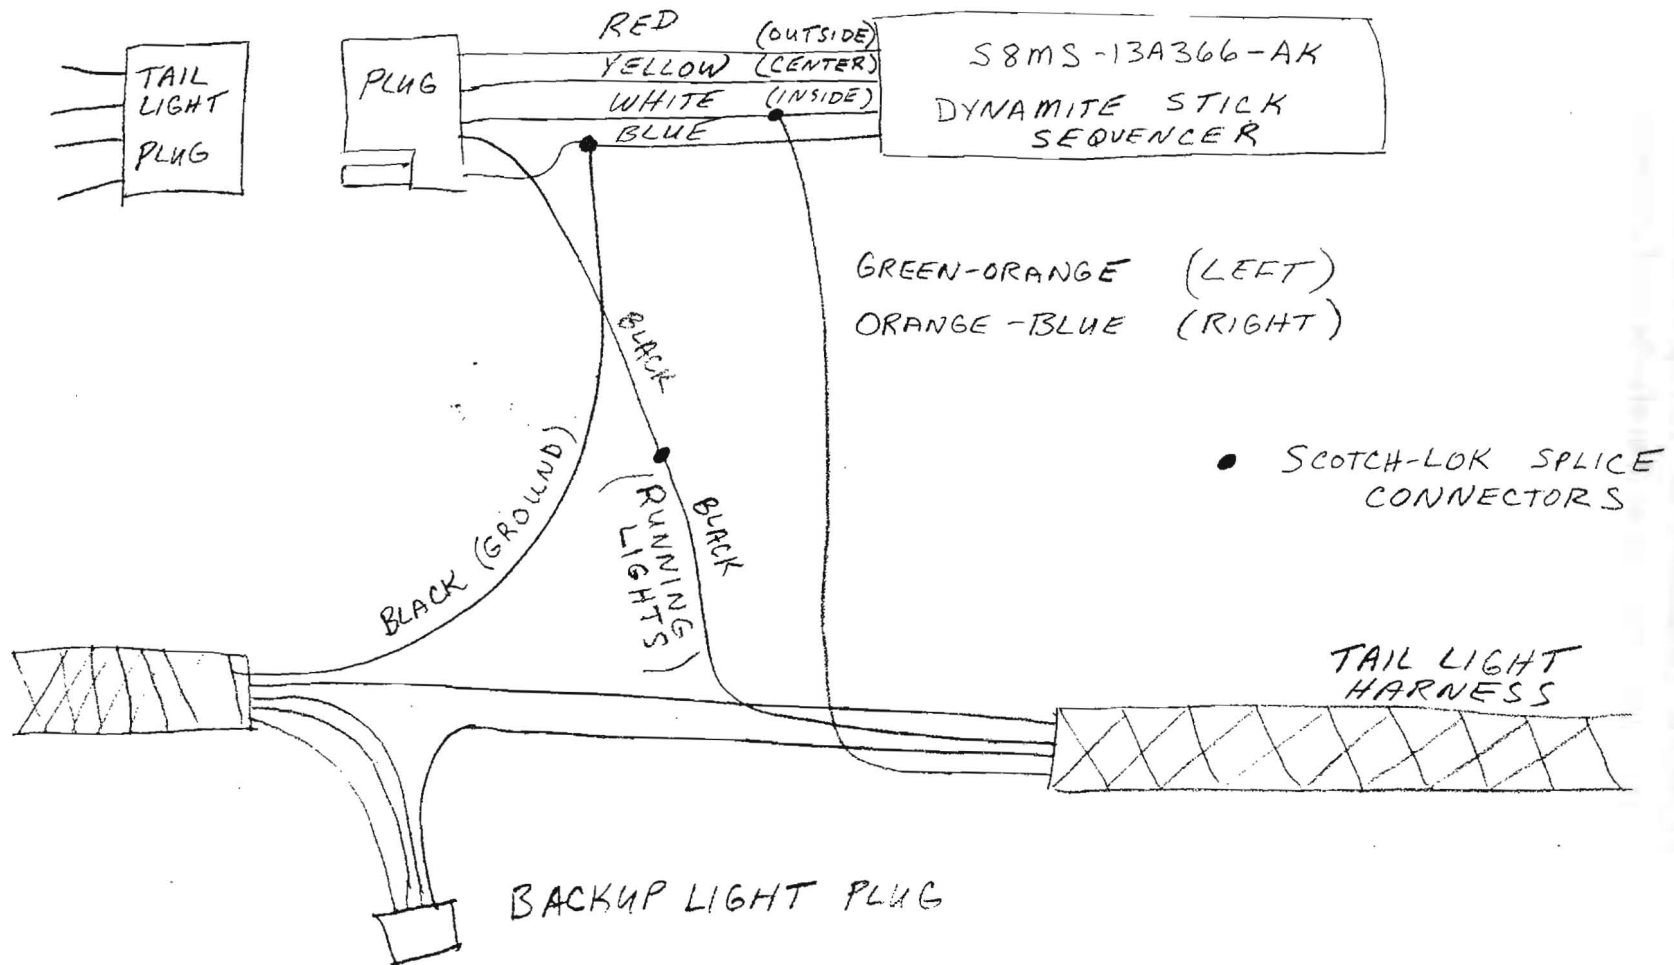 TAIL
LIGHT
PLUG
PLUG
RED (OUTSIDE)
YELLOW (CENTER)
WHITE (INSIDE)
BLUE
S8MS-13A366-AK
DYNAMITE STICK
SEQUENCER
GREEN-ORANGE (LEFT)
ORANGE-BLUE (RIGHT)
BLACK
BLACK (GROUND)
(RUNNING
LIGHTS)
BLACK
SCOTCH-LOK SPLICE
CONNECTORS
TAIL LIGHT
HARNESS
BACKUP LIGHT PLUG